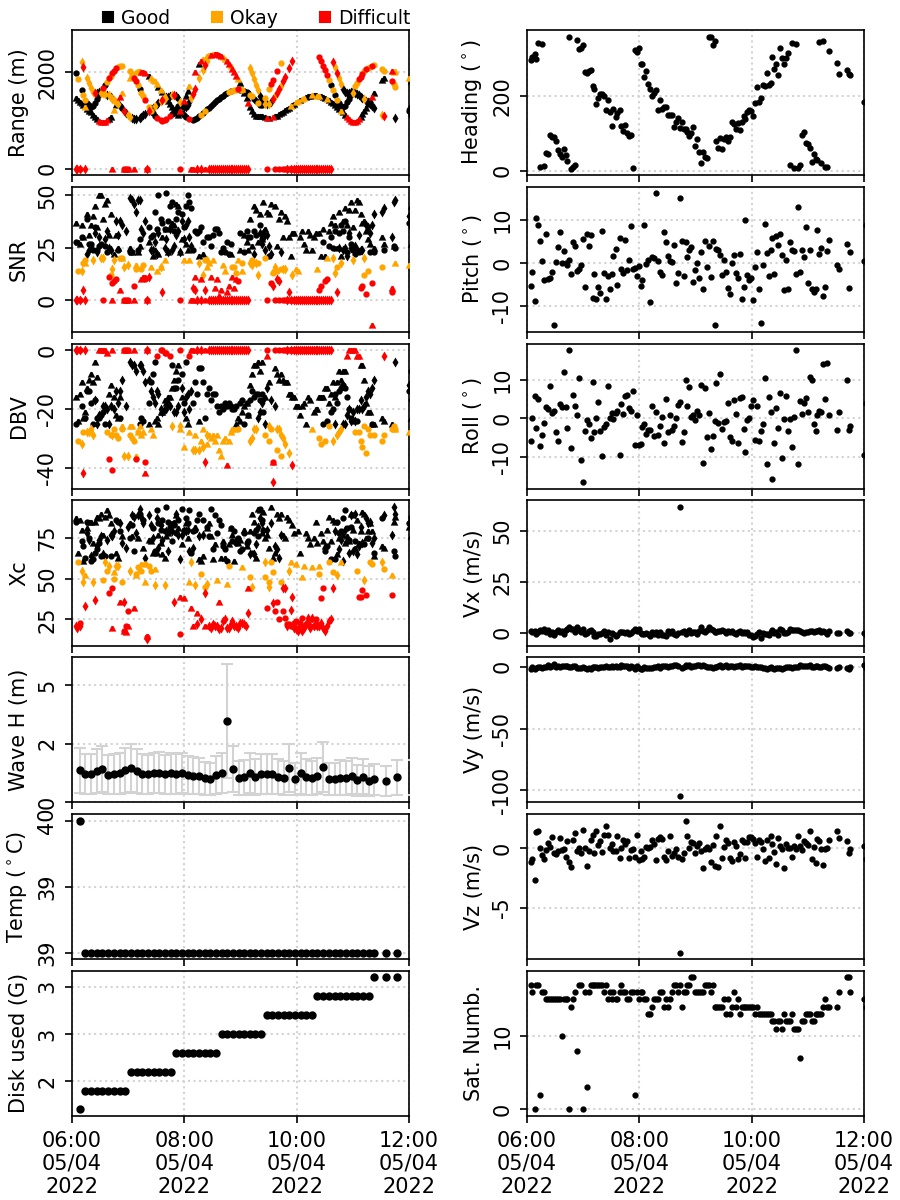 Good Okay Difficult
Range (m)
2000
0
Heading (°)
200
0
SNR
50
25
0
Pitch (°)
10
0
-10
DBV
0
-20
-40
Roll (°)
10
0
-10
Xc
75
50
25
Vx (m/s)
50
25
0
Wave H (m)
5
2
0
Vy (m/s)
0
-50
-100
Temp (°C)
40
39
39
Vz (m/s)
0
-5
Disk used (G)
3
3
2
Sat. Numb.
10
0
06:00 08:00 10:00 12:00
05/04 05/04 05/04 05/04
2022 2022 2022 2022
06:00 08:00 10:00 12:00
05/04 05/04 05/04 05/04
2022 2022 2022 2022